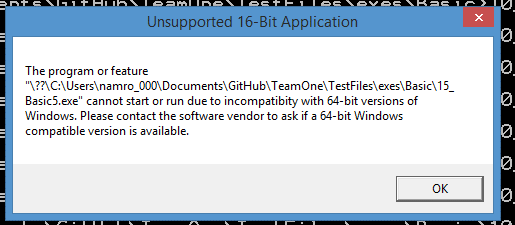 Unsupported 16-Bit Application
The program or feature
"\??\C:\Users\namro_000\Documents\GitHub\TeamOne\TestFiles\exes\Basic\15_
Basic5.exe" cannot start or run due to incompatibity with 64-bit versions of
Windows. Please contact the software vendor to ask if a 64-bit Windows
compatible version is available.
OK